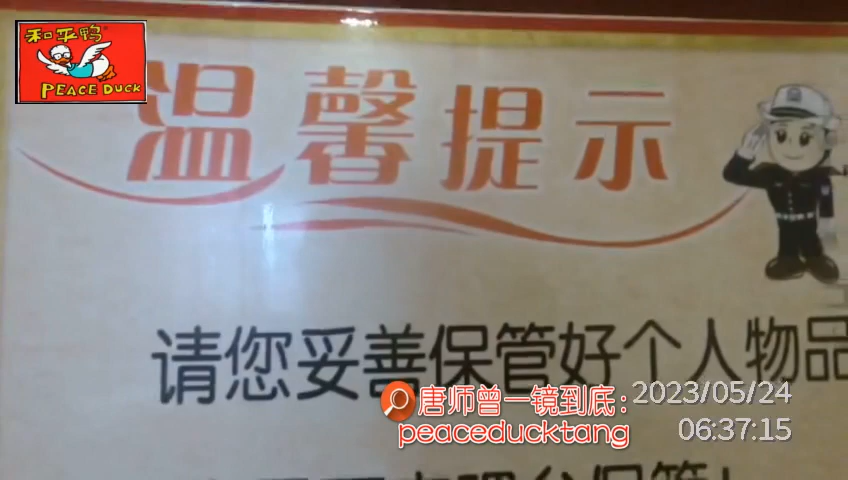 和平鸭
PEACE DUCK
温馨提示
请您妥善保管好个人物品
唐师曾一镜到底:
peaceducktang
2023/05/24
06:37:15